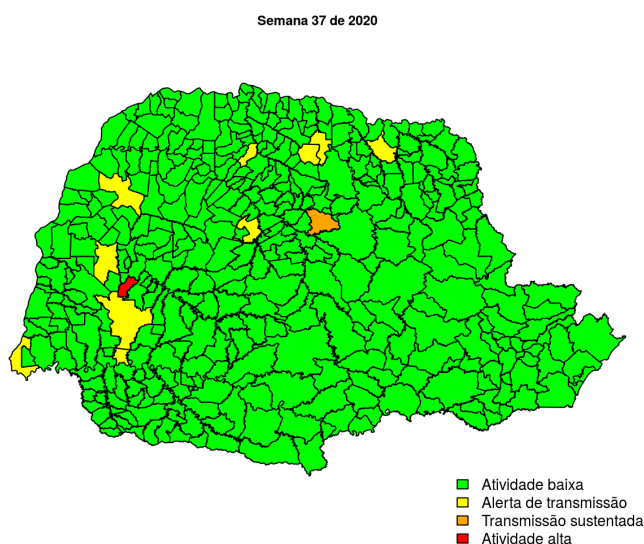 Semana 37 de 2020
Atividade baixa
Alerta de transmissão
Transmissão sustentada
Atividade alta